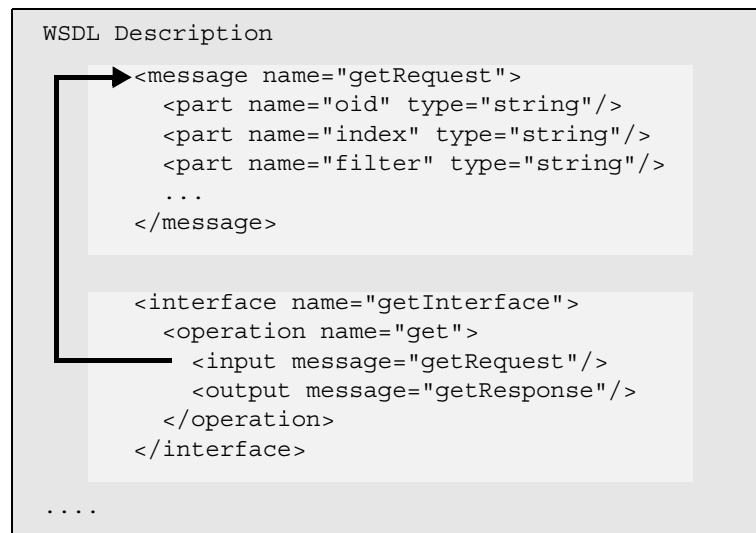 WSDL Description
<message name="getRequest">
<part name="oid" type="string"/>
<part name="index" type="string"/>
<part name="filter" type="string"/>
...
</message>
<interface name="getInterface">
<operation name="get">
<input message="getRequest"/>
<output message="getResponse"/>
</operation>
</interface>
....